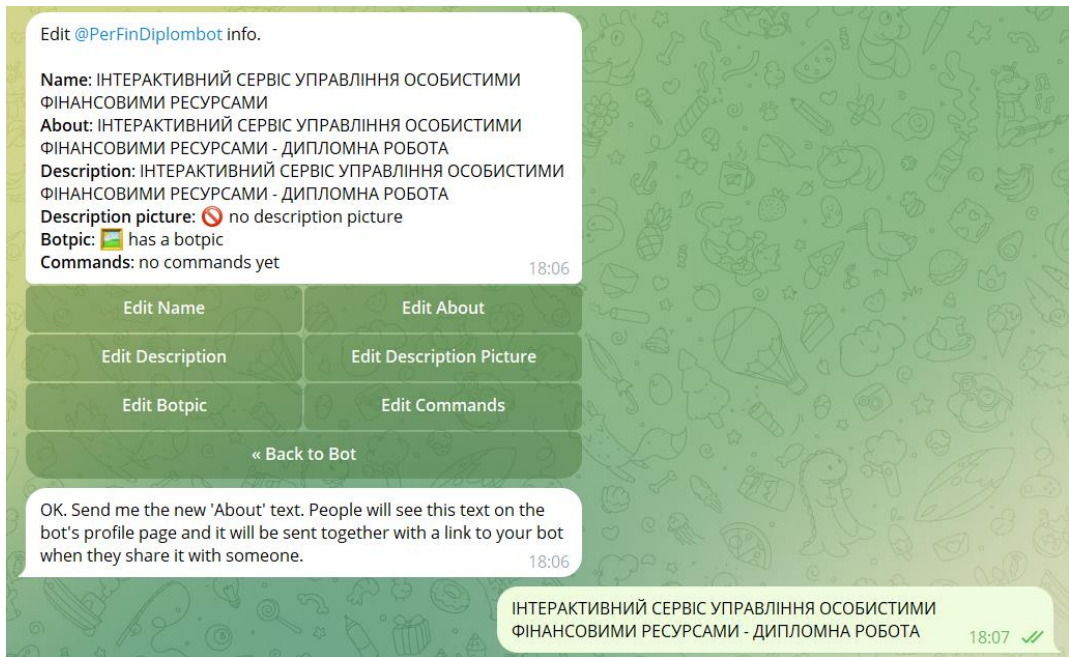 Edit @PerFinDiplombot info.
Name: ІНТЕРАКТИВНИЙ СЕРВІС УПРАВЛІННЯ ОСОБИСТИМИ
ФІНАНСОВИМИ РЕСУРСАМИ
About: ІНТЕРАКТИВНИЙ СЕРВІС УПРАВЛІННЯ ОСОБИСТИМИ
ФІНАНСОВИМИ РЕСУРСАМИ - ДИПЛОМНА РОБОТА
Description: ІНТЕРАКТИВНИЙ СЕРВІС УПРАВЛІННЯ ОСОБИСТИМИ
ФІНАНСОВИМИ РЕСУРСАМИ - ДИПЛОМНА РОБОТА
Description picture: 🚫 no description picture
Botpic: 🖼 has a botpic
Commands: no commands yet
18:06
Edit Name
Edit About
Edit Description
Edit Description Picture
Edit Botpic
Edit Commands
« Back to Bot
OK. Send me the new 'About' text. People will see this text on the
bot's profile page and it will be sent together with a link to your bot
when they share it with someone.
18:06
ІНТЕРАКТИВНИЙ СЕРВІС УПРАВЛІННЯ ОСОБИСТИМИ
ФІНАНСОВИМИ РЕСУРСАМИ - ДИПЛОМНА РОБОТА
18:07